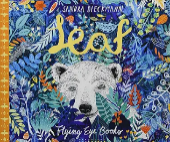 SANDRA DIECKMANN
Leaf
Flying Eye Books